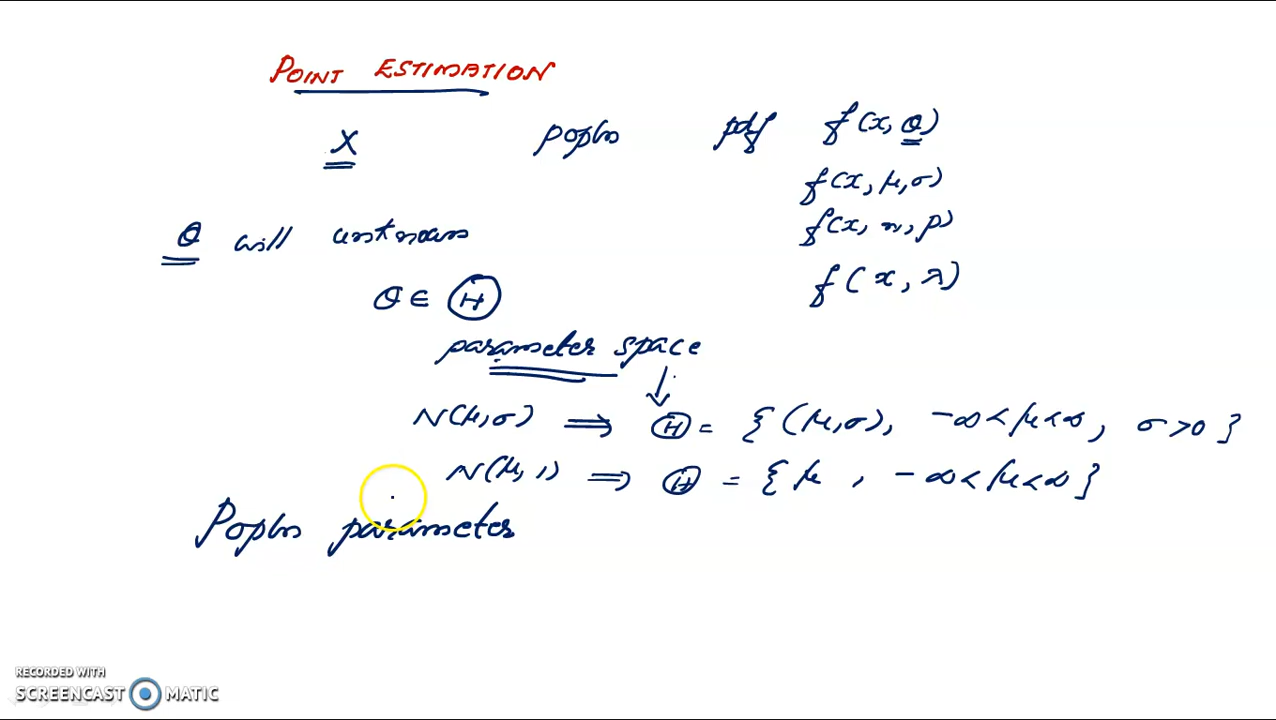 POINT ESTIMATION
X popln pdf f(x, θ)
f(x, μ, σ)
θ will unknown
f(x, n, p)
θ ∈ Ⓗ
f(x, λ)
parameter space
N(μ,σ) ⟹ Ⓗ = {(μ,σ), -∞<μ<∞, σ>0}
N(μ,1) ⟹ Ⓗ = {μ, -∞<μ<∞}
Popln parameter
RECORDED WITH
SCREENCAST MATIC